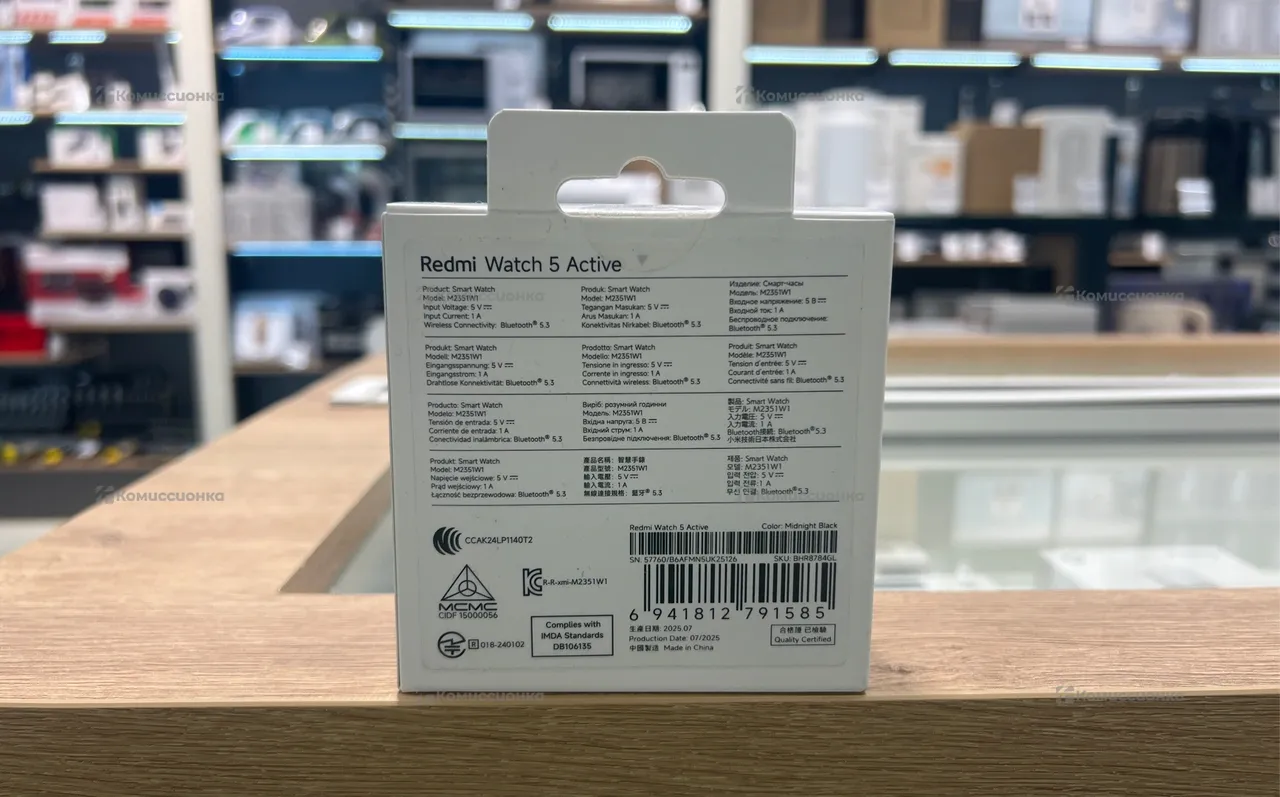 Redmi Watch 5 Active
Product: Smart Watch
Model: M2351W1
Input Voltage: 5 V⎓
Input Current: 1 A
Wireless Connectivity: Bluetooth® 5.3
Produk: Smart Watch
Model: M2351W1
Tegangan Masukan: 5 V⎓
Arus Masukan: 1 A
Konektivitas Nirkabel: Bluetooth® 5.3
Изделие: Смарт-часы
Модель: M2351W1
Входное напряжение: 5 В⎓
Входной ток: 1 А
Беспроводное подключение:
Bluetooth® 5.3
Produkt: Smart Watch
Modell: M2351W1
Eingangsspannung: 5 V⎓
Eingangsstrom: 1 A
Drahtlose Konnektivität: Bluetooth® 5.3
Prodotto: Smart Watch
Modello: M2351W1
Tensione in ingresso: 5 V⎓
Corrente in ingresso: 1 A
Connettività wireless: Bluetooth® 5.3
Produit: Smart Watch
Modèle: M2351W1
Tension d'entrée: 5 V⎓
Courant d'entrée: 1 A
Connectivité sans fil: Bluetooth® 5.3
Producto: Smart Watch
Modelo: M2351W1
Tensión de entrada: 5 V⎓
Corriente de entrada: 1 A
Conectividad inalámbrica: Bluetooth® 5.3
Виріб: розумний годинник
Модель: M2351W1
Вхідна напруга: 5 В⎓
Вхідний струм: 1 А
Безпровідне підключення: Bluetooth® 5.3
製品: Smart Watch
モデル: M2351W1
入力電圧: 5 V⎓
入力電流: 1 A
Bluetooth接続: Bluetooth® 5.3
小米技術日本株式会社
Produkt: Smart Watch
Model: M2351W1
Napięcie wejściowe: 5 V⎓
Prąd wejściowy: 1 A
Łączność bezprzewodowa: Bluetooth® 5.3
產品名稱: 智慧手錶
產品型號: M2351W1
輸入電壓: 5 V⎓
輸入電流: 1 A
無線連接規格: 藍牙® 5.3
제품: Smart Watch
모델: M2351W1
입력 전압: 5 V⎓
입력 전류: 1 A
무선 연결: Bluetooth® 5.3
CCAK24LP1140T2
MCMC
CIDF 15000056
R-R-xmi-M2351W1
R 018-240102
Complies with
IMDA Standards
DB106135
Redmi Watch 5 Active Color: Midnight Black
SN: 57760/B6AFMNSUK25126 SKU: BHR8784GL
6 941812 791585
生產日期: 2025.07
Production Date: 07/2025
中國製造 Made in China
合格證 已檢驗
Quality Certified
Комиссионка
Комиссионка
Комиссионка
Комиссионка
Комиссионка
Комиссионка
Комиссионка
Комиссионка